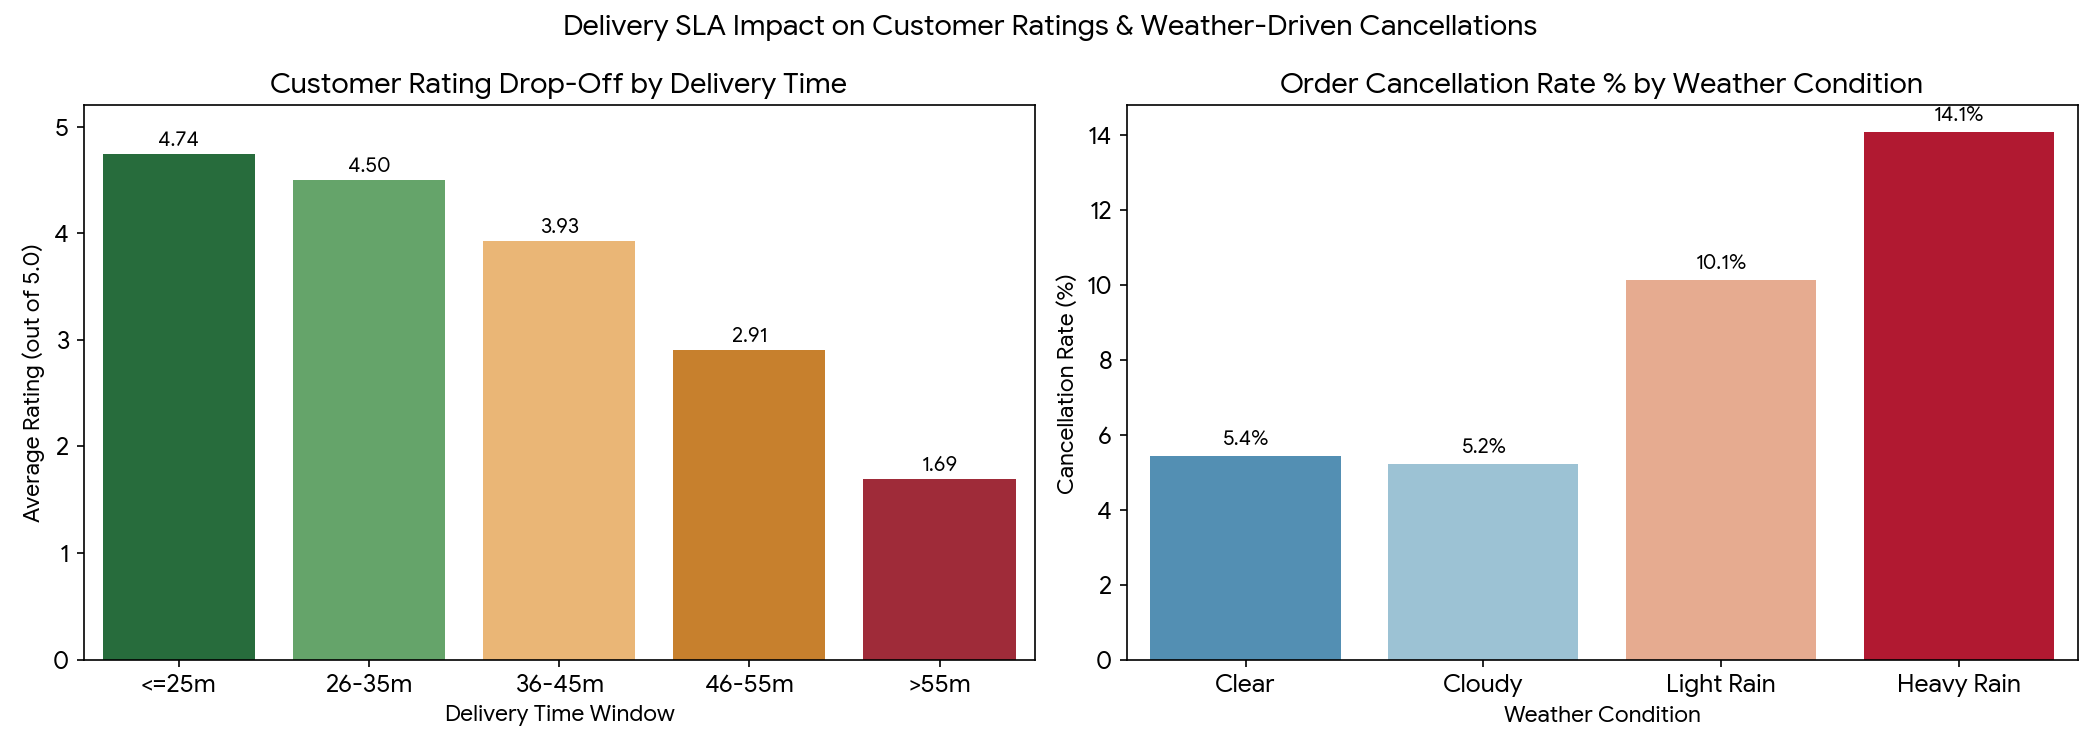 Delivery SLA Impact on Customer Ratings & Weather-Driven Cancellations
Customer Rating Drop-Off by Delivery Time
Average Rating (out of 5.0)
5
4
3
2
1
0
4.74
4.50
3.93
2.91
1.69
<=25m
26-35m
36-45m
46-55m
>55m
Delivery Time Window
Order Cancellation Rate % by Weather Condition
Cancellation Rate (%)
14
12
10
8
6
4
2
0
5.4%
5.2%
10.1%
14.1%
Clear
Cloudy
Light Rain
Heavy Rain
Weather Condition